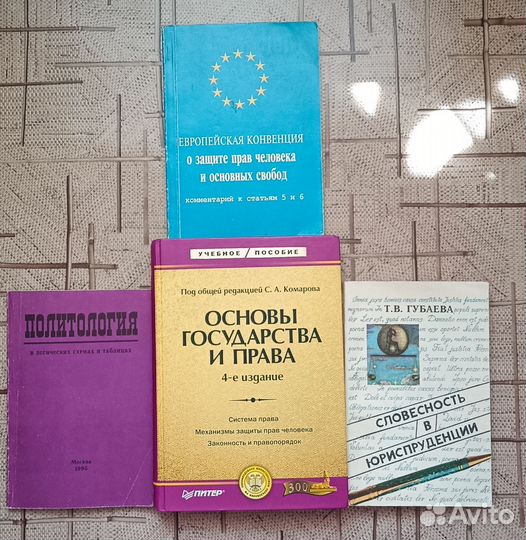 ЕВРОПЕЙСКАЯ КОНВЕНЦИЯ
о защите прав человека
и основных свобод
комментарий к статьям 5 и 6
УЧЕБНОЕ / ПОСОБИЕ
Под общей редакцией С. А. Комарова
ОСНОВЫ
ГОСУДАРСТВА
И ПРАВА
4-е издание
Система права
Механизмы защиты прав человека
Законность и правопорядок
ПИТЕР
300
ПОЛИТОЛОГИЯ
в логических схемах и таблицах
Москва
1995
Т.В. ГУБАЕВА
СЛОВЕСНОСТЬ
В
ЮРИСПРУДЕНЦИИ
Avito